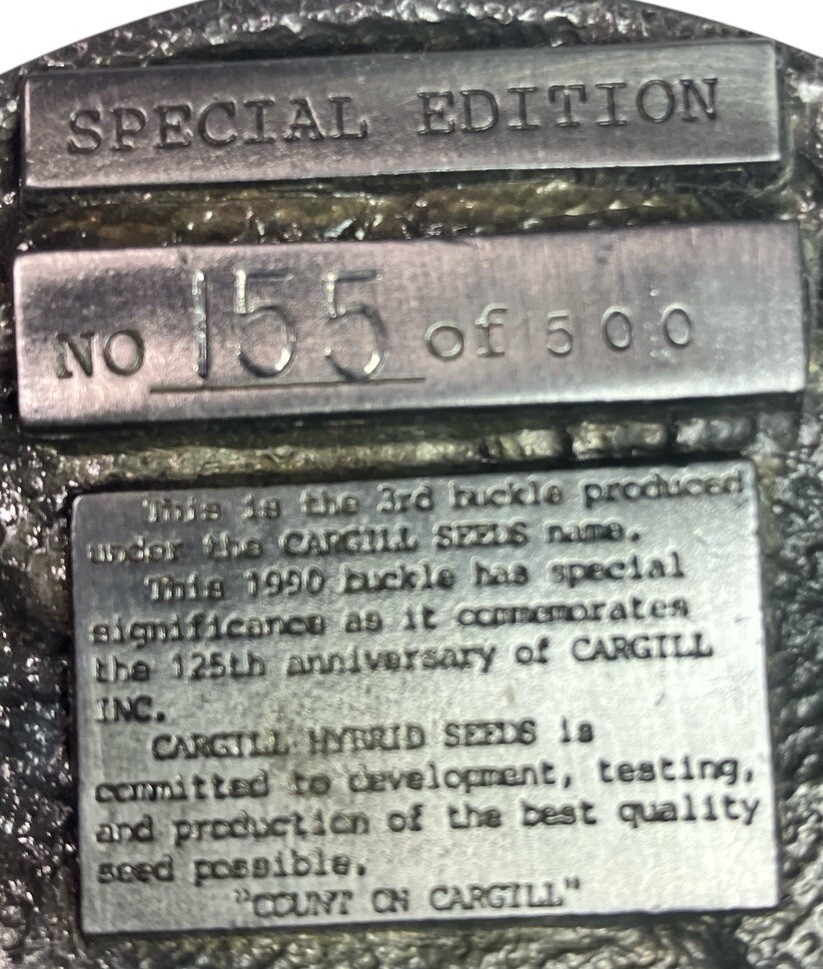 SPECIAL EDITION
NO 155 of 500
This is the 3rd buckle produced
under the CARGILL SEEDS name.
This 1990 buckle has special
significance as it commemorates
the 125th anniversary of CARGILL
INC.
CARGILL HYBRID SEEDS is
committed to development, testing,
and production of the best quality
seed possible.
"COUNT ON CARGILL"